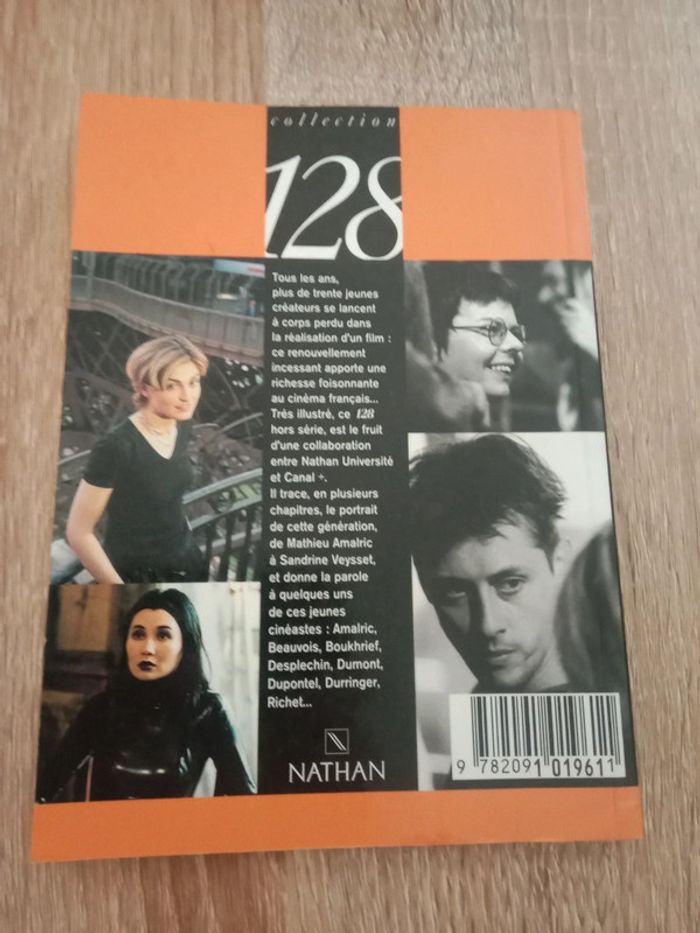 collection
128
Tous les ans,
plus de trente jeunes
créateurs se lancent
à corps perdu dans
la réalisation d'un film :
ce renouvellement
incessant apporte une
richesse foisonnante
au cinéma français...
Très illustré, ce 128
hors série, est le fruit
d'une collaboration
entre Nathan Université
et Canal +.
Il trace, en plusieurs
chapitres, le portrait
de cette génération,
de Mathieu Amalric
à Sandrine Veysset,
et donne la parole
à quelques uns
de ces jeunes
cinéastes : Amalric,
Beauvois, Boukhrief,
Desplechin, Dumont,
Dupontel, Durringer,
Richet...
NATHAN
9 782091 019611